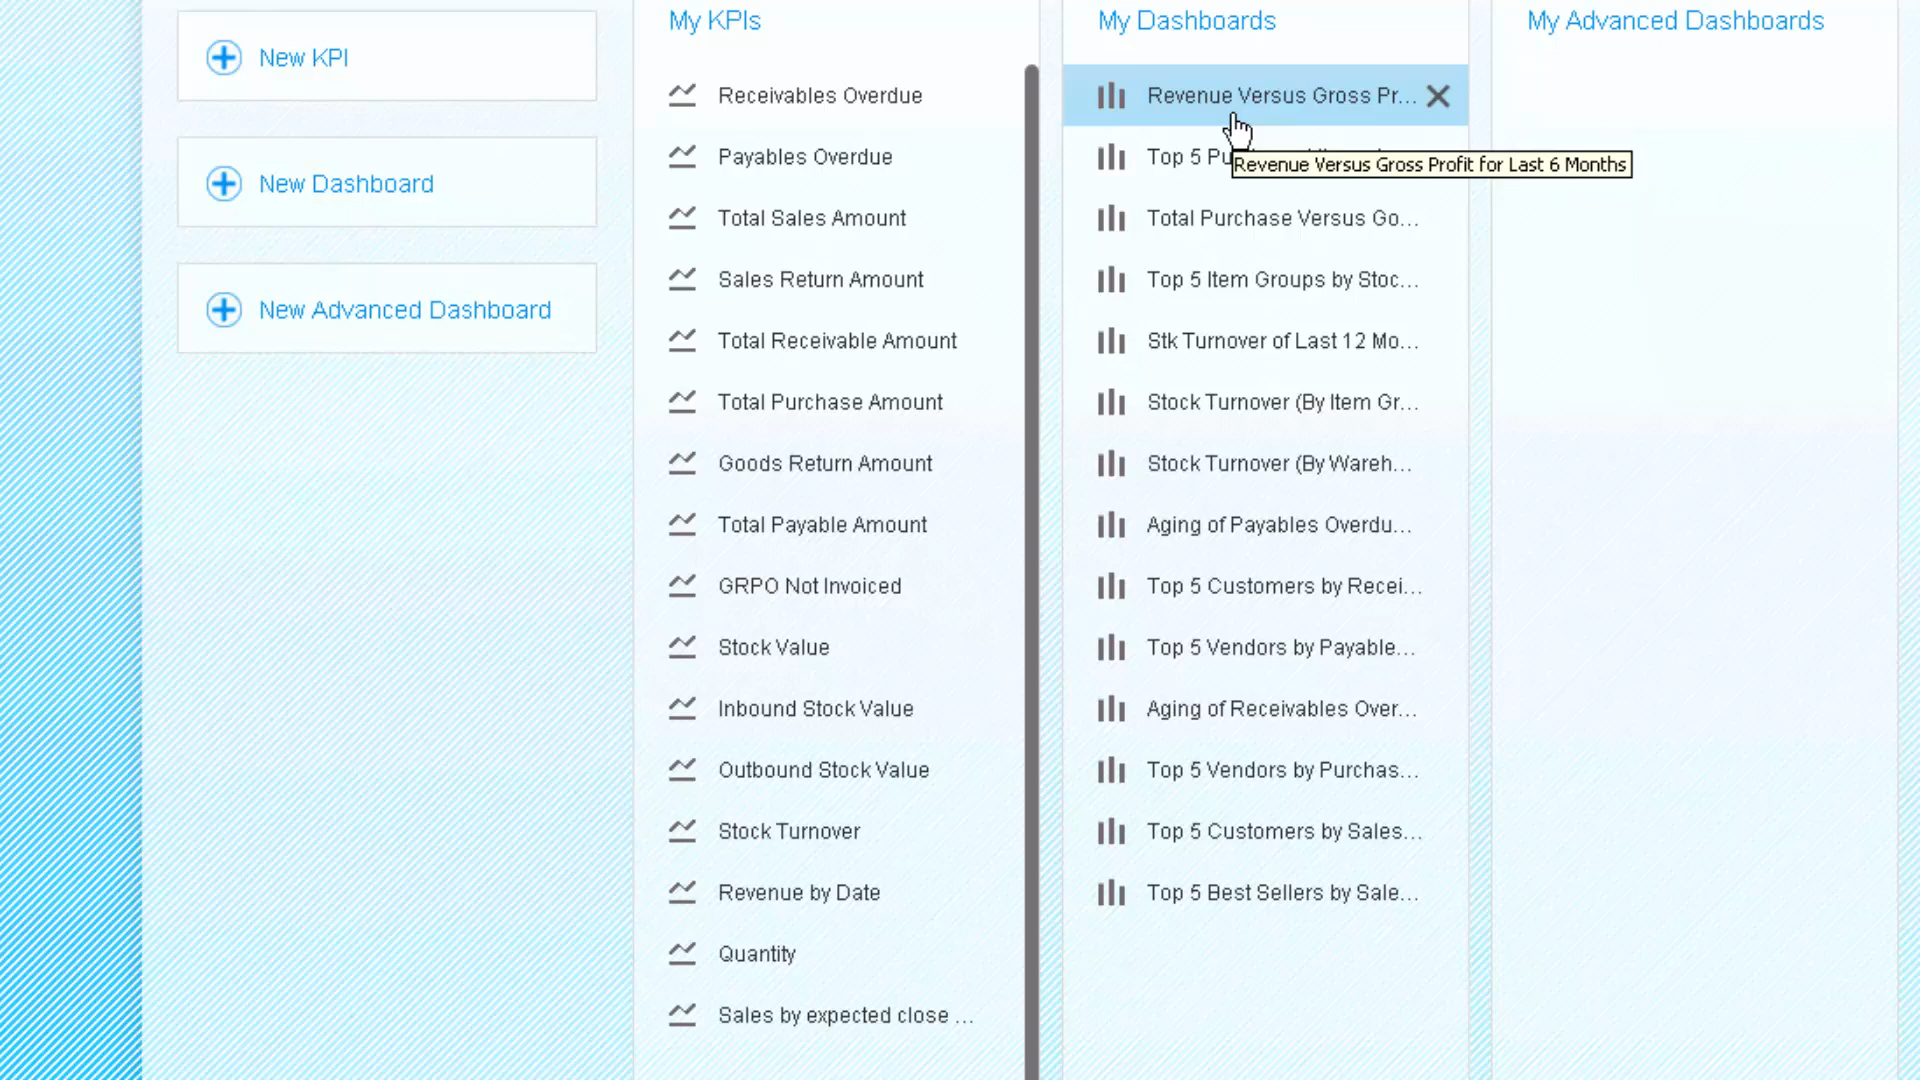 New KPI
New Dashboard
New Advanced Dashboard
My KPIs
Receivables Overdue
Payables Overdue
Total Sales Amount
Sales Return Amount
Total Receivable Amount
Total Purchase Amount
Goods Return Amount
Total Payable Amount
GRPO Not Invoiced
Stock Value
Inbound Stock Value
Outbound Stock Value
Stock Turnover
Revenue by Date
Quantity
Sales by expected close ...
My Dashboards
Revenue Versus Gross Pr...
Revenue Versus Gross Profit for Last 6 Months
Top 5
Total Purchase Versus Go...
Top 5 Item Groups by Stoc...
Stk Turnover of Last 12 Mo...
Stock Turnover (By Item Gr...
Stock Turnover (By Wareh...
Aging of Payables Overdu...
Top 5 Customers by Recei...
Top 5 Vendors by Payable...
Aging of Receivables Over...
Top 5 Vendors by Purchas...
Top 5 Customers by Sales...
Top 5 Best Sellers by Sale...
My Advanced Dashboards